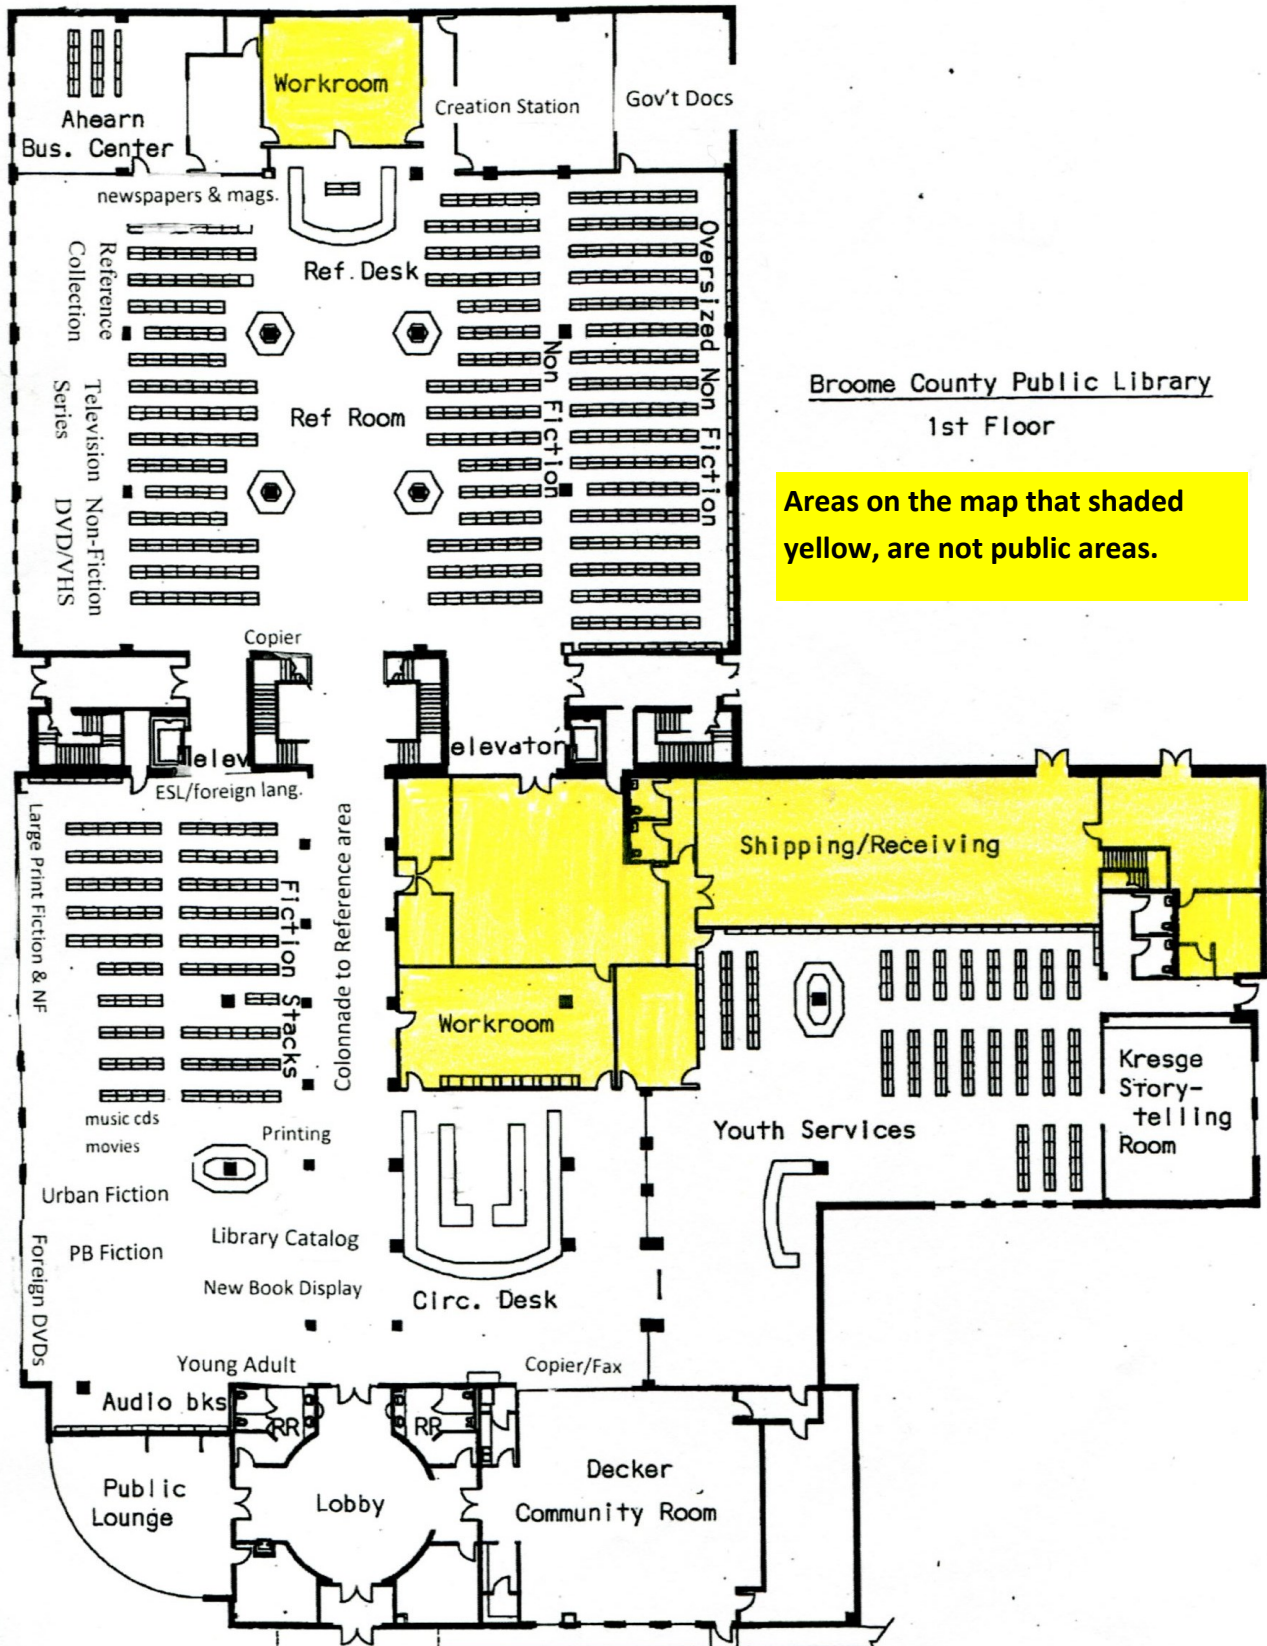 Workroom
Creation Station
Gov't Docs
Ahearn
Bus. Center
newspapers & mags.
Reference
Collection
Ref. Desk
Oversized Non Fiction
Non Fiction
Ref Room
Television
Series
Non-Fiction
DVD/VHS
Broome County Public Library
1st Floor
Areas on the map that shaded
yellow, are not public areas.
Copier
elev
elevator
ESL/foreign lang.
Large Print Fiction & NF
Fiction Stacks
Colonnade to Reference area
Shipping/Receiving
Workroom
Kresge
Story-
telling
Room
Youth Services
music cds
movies
Printing
Urban Fiction
PB Fiction
Library Catalog
New Book Display
Foreign DVDs
Circ. Desk
Young Adult
Copier/Fax
Audio bks
RR
RR
Public
Lounge
Lobby
Decker
Community Room